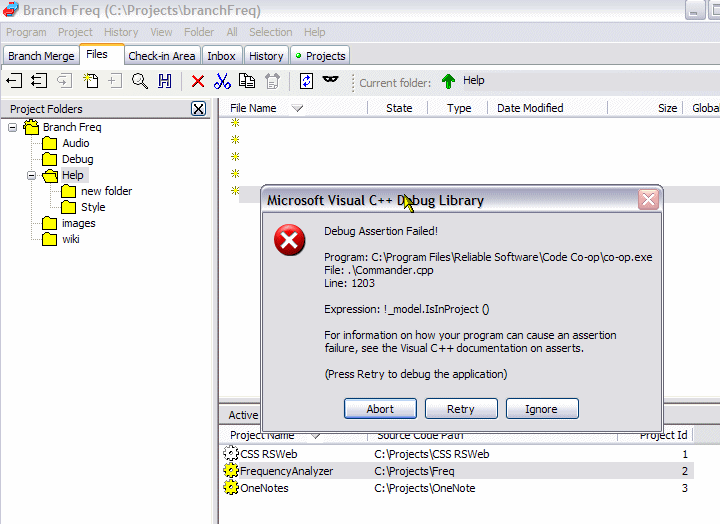 Branch Freq (C:\Projects\branchFreq)
Program Project History View Folder All Selection Help
Branch Merge Files Check-in Area Inbox History Projects
Current folder: Help
Project Folders
File Name State Type Date Modified Size Global
Branch Freq
Audio
Debug
Help
new folder
Style
images
wiki
Microsoft Visual C++ Debug Library
Debug Assertion Failed!
Program: C:\Program Files\Reliable Software\Code Co-op\co-op.exe
File: .\Commander.cpp
Line: 1203
Expression: !_model.IsInProject ()
For information on how your program can cause an assertion
failure, see the Visual C++ documentation on asserts.
(Press Retry to debug the application)
Abort Retry Ignore
Active
Project Name Source Code Path Project Id
CSS RSWeb C:\Projects\CSS RSWeb 1
FrequencyAnalyzer C:\Projects\Freq 2
OneNotes C:\Projects\OneNote 3